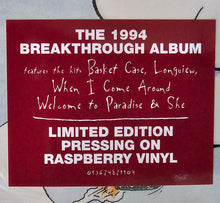 THE 1994
BREAKTHROUGH ALBUM
features the hits Basket Case, Longview,
When I Come Around
Welcome to Paradise & She
LIMITED EDITION
PRESSING ON
RASPBERRY VINYL